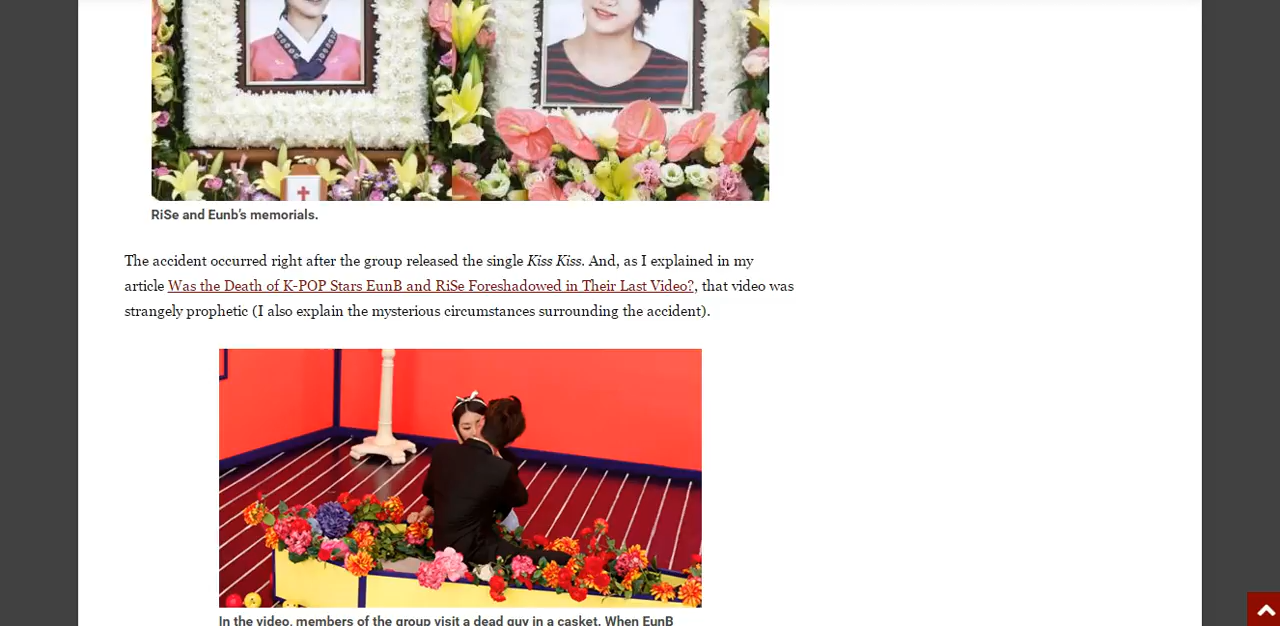 RiSe and Eunb's memorials.
The accident occurred right after the group released the single Kiss Kiss. And, as I explained in my
article Was the Death of K-POP Stars EunB and RiSe Foreshadowed in Their Last Video?, that video was
strangely prophetic (I also explain the mysterious circumstances surrounding the accident).
In the video, members of the group visit a dead guy in a casket. When EunB